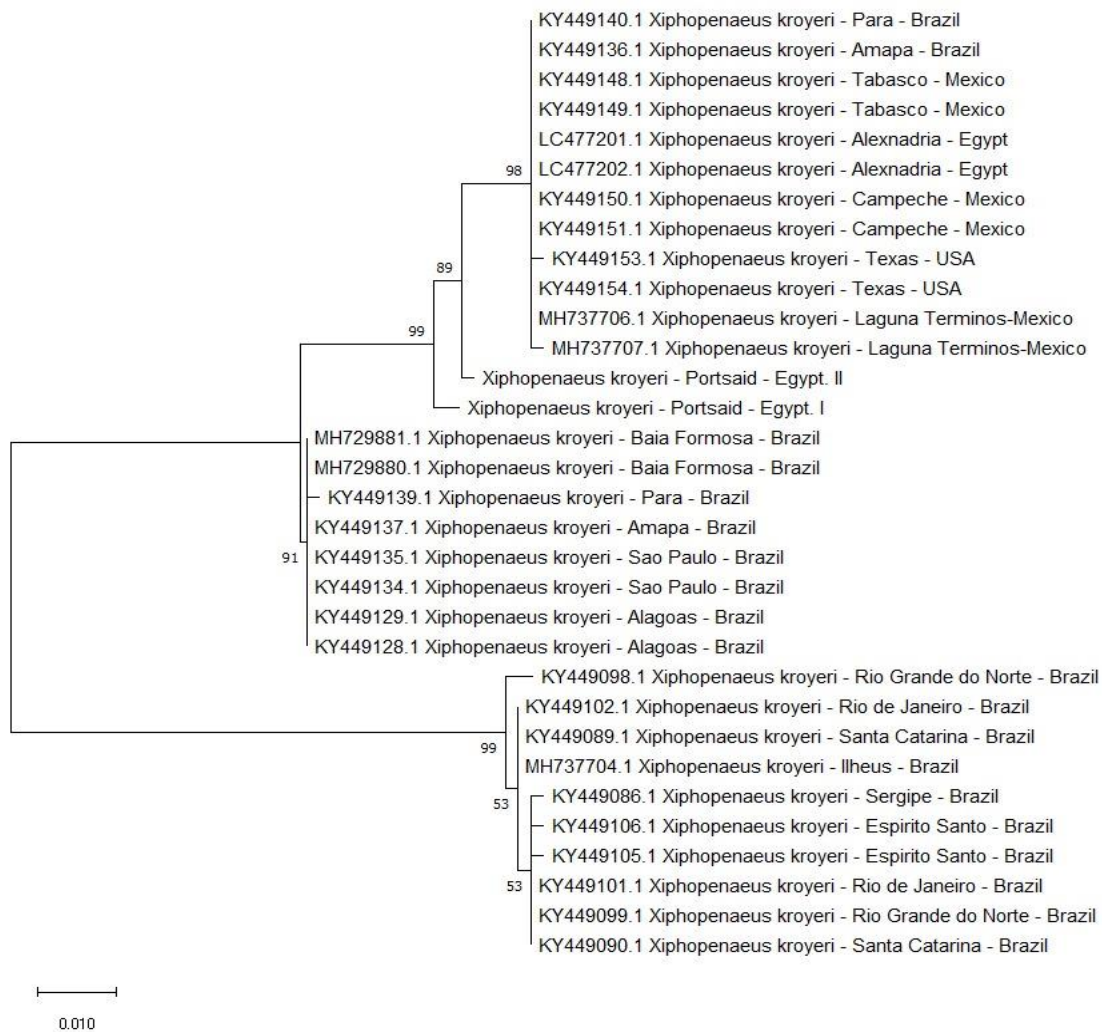 KY449140.1 Xiphopenaeus kroyeri - Para - Brazil
KY449136.1 Xiphopenaeus kroyeri - Amapa - Brazil
KY449148.1 Xiphopenaeus kroyeri - Tabasco - Mexico
KY449149.1 Xiphopenaeus kroyeri - Tabasco - Mexico
LC477201.1 Xiphopenaeus kroyeri - Alexnadria - Egypt
98
LC477202.1 Xiphopenaeus kroyeri - Alexnadria - Egypt
KY449150.1 Xiphopenaeus kroyeri - Campeche - Mexico
KY449151.1 Xiphopenaeus kroyeri - Campeche - Mexico
89
KY449153.1 Xiphopenaeus kroyeri - Texas - USA
KY449154.1 Xiphopenaeus kroyeri - Texas - USA
MH737706.1 Xiphopenaeus kroyeri - Laguna Terminos-Mexico
99
MH737707.1 Xiphopenaeus kroyeri - Laguna Terminos-Mexico
Xiphopenaeus kroyeri - Portsaid - Egypt. II
Xiphopenaeus kroyeri - Portsaid - Egypt. I
MH729881.1 Xiphopenaeus kroyeri - Baia Formosa - Brazil
MH729880.1 Xiphopenaeus kroyeri - Baia Formosa - Brazil
KY449139.1 Xiphopenaeus kroyeri - Para - Brazil
KY449137.1 Xiphopenaeus kroyeri - Amapa - Brazil
91
KY449135.1 Xiphopenaeus kroyeri - Sao Paulo - Brazil
KY449134.1 Xiphopenaeus kroyeri - Sao Paulo - Brazil
KY449129.1 Xiphopenaeus kroyeri - Alagoas - Brazil
KY449128.1 Xiphopenaeus kroyeri - Alagoas - Brazil
KY449098.1 Xiphopenaeus kroyeri - Rio Grande do Norte - Brazil
KY449102.1 Xiphopenaeus kroyeri - Rio de Janeiro - Brazil
99
KY449089.1 Xiphopenaeus kroyeri - Santa Catarina - Brazil
MH737704.1 Xiphopenaeus kroyeri - Ilheus - Brazil
53
KY449086.1 Xiphopenaeus kroyeri - Sergipe - Brazil
KY449106.1 Xiphopenaeus kroyeri - Espirito Santo - Brazil
KY449105.1 Xiphopenaeus kroyeri - Espirito Santo - Brazil
53
KY449101.1 Xiphopenaeus kroyeri - Rio de Janeiro - Brazil
KY449099.1 Xiphopenaeus kroyeri - Rio Grande do Norte - Brazil
KY449090.1 Xiphopenaeus kroyeri - Santa Catarina - Brazil
0.010